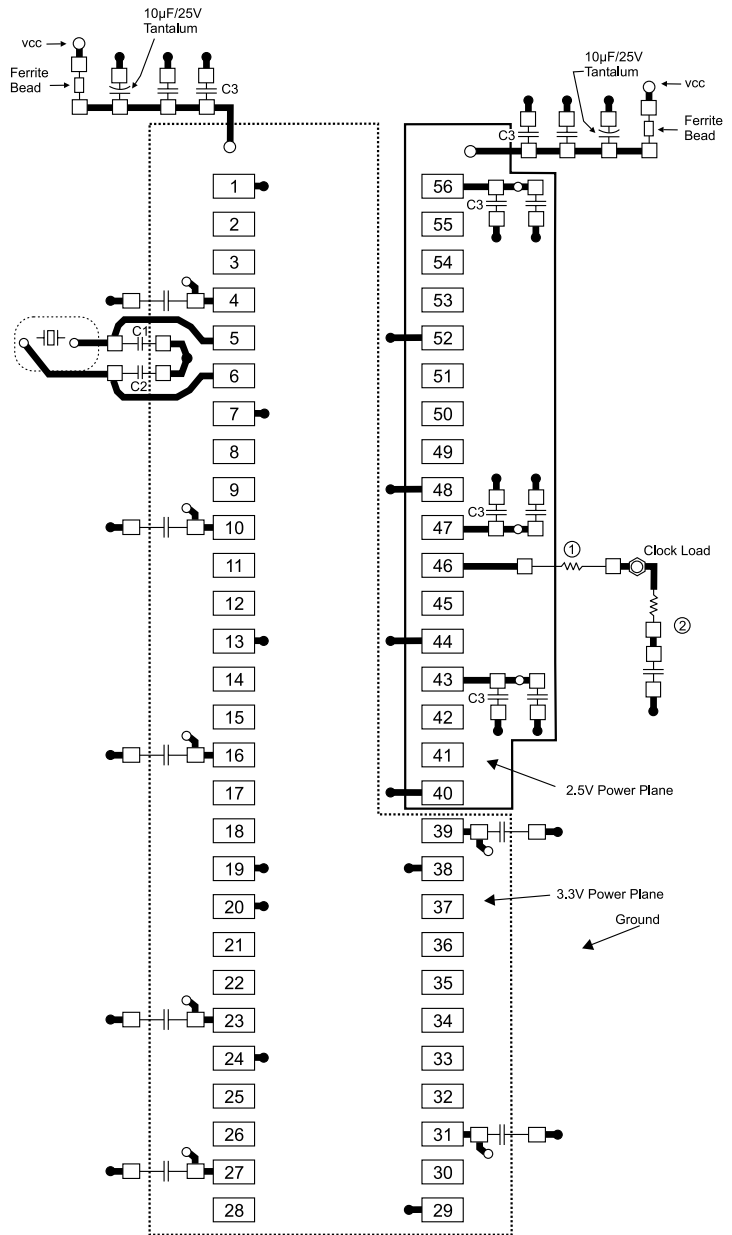 10µF/25V
Tantalum
vcc
Ferrite
Bead
C3
10µF/25V
Tantalum
vcc
C3
Ferrite
Bead
1
56
C3
2
55
3
54
4
53
C1
5
52
C2
6
51
7
50
8
49
9
48
C3
10
47
①
Clock Load
11
46
12
45
②
13
44
14
43
C3
15
42
16
41
2.5V Power Plane
17
40
18
39
19
38
3.3V Power Plane
20
37
Ground
21
36
22
35
23
34
24
33
25
32
26
31
27
30
28
29